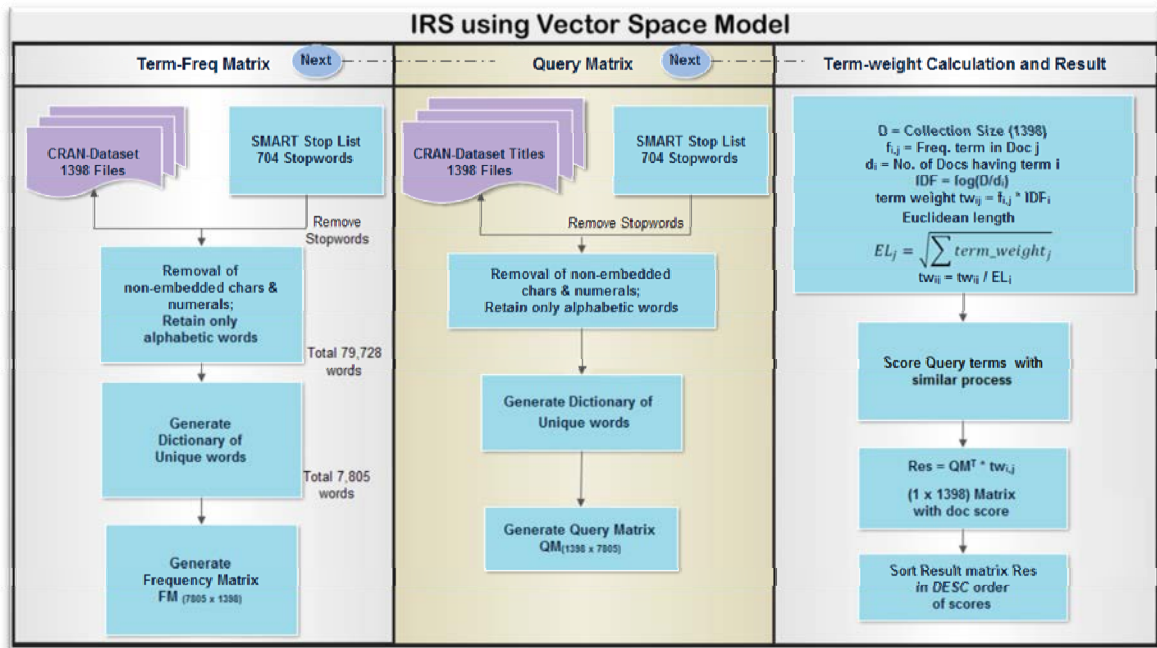 IRS using Vector Space Model
Term-Freq Matrix
Next
CRAN-Dataset
1398 Files
SMART Stop List
704 Stopwords
Remove
Stopwords
Removal of
non-embedded chars &
numerals;
Retain only
alphabetic words
Total 79,728
words
Generate
Dictionary of
Unique words
Total 7,805
words
Generate
Frequency Matrix
FM (7805 x 1398)
Query Matrix
Next
CRAN-Dataset Titles
1398 Files
SMART Stop List
704 Stopwords
Remove Stopwords
Removal of non-embedded
chars & numerals;
Retain only alphabetic words
Generate Dictionary of
Unique words
Generate Query Matrix
QM(1398 x 7805)
Term-weight Calculation and Result
D = Collection Size (1398)
fi,j = Freq. term in Doc j
di = No. of Docs having term i
IDF = log(D/di)
term weight twij = fi,j * IDFi
Euclidean length
ELj = √∑ term_weightj
twij = twij / ELi
Score Query terms with
similar process
Res = QMT * twi,j
(1 x 1398) Matrix
with doc score
Sort Result matrix Res
in DESC order
of scores